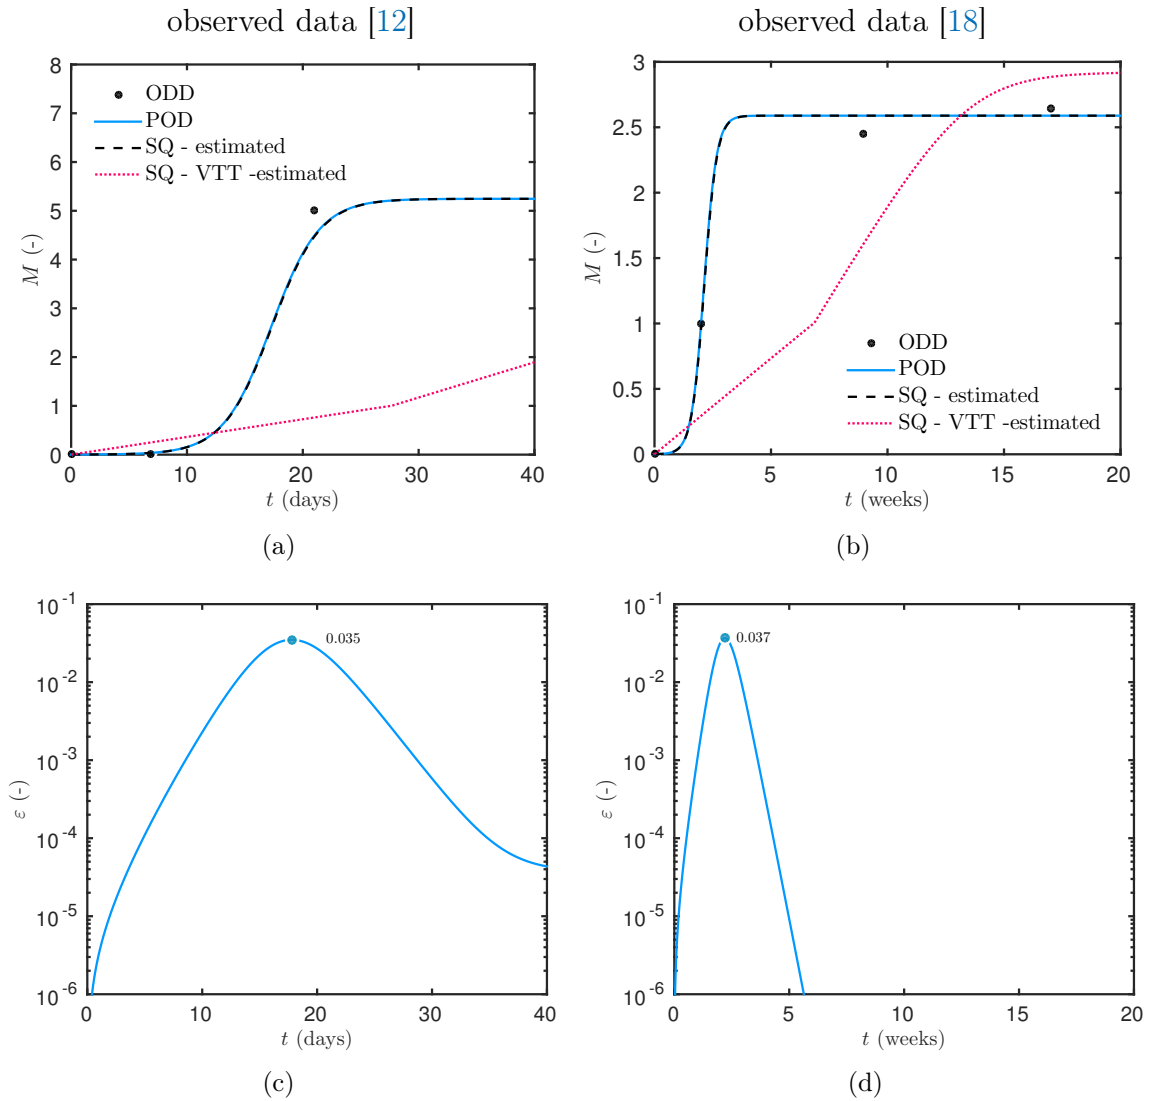 observed data [12]
observed data [18]
8
7
6
5
4
3
2
1
0
M (-)
ODD
POD
SQ - estimated
SQ - VTT -estimated
0
10
20
30
40
t (days)
(a)
3
2.5
2
1.5
1
0.5
0
M (-)
ODD
POD
SQ - estimated
SQ - VTT -estimated
0
5
10
15
20
t (weeks)
(b)
10^-1
10^-2
10^-3
10^-4
10^-5
10^-6
ε (-)
0.035
0
10
20
30
40
t (days)
(c)
10^-1
10^-2
10^-3
10^-4
10^-5
10^-6
ε (-)
0.037
0
5
10
15
20
t (weeks)
(d)